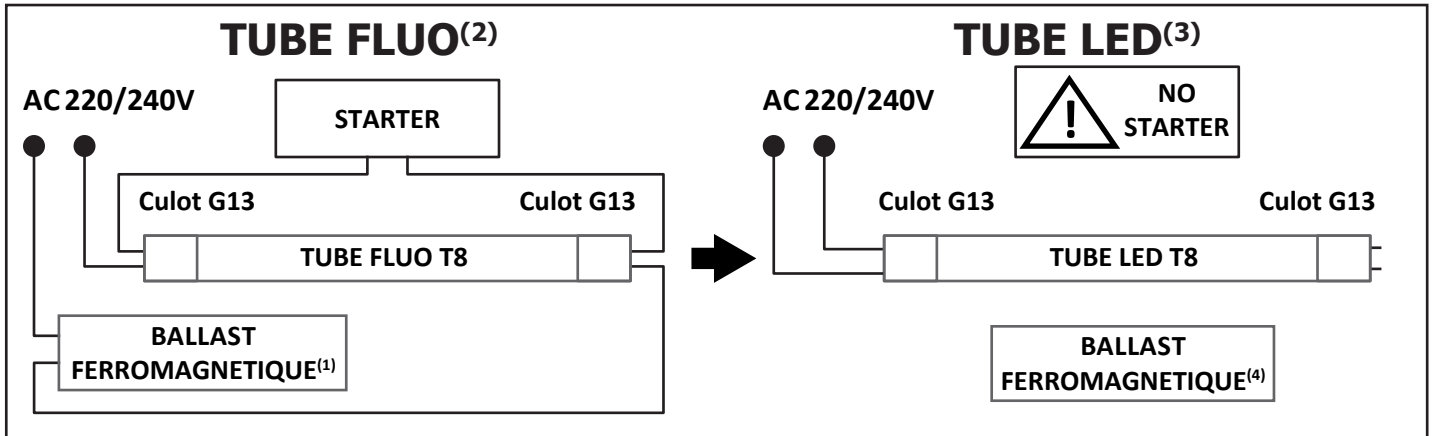 TUBE FLUO(2)
AC 220/240V
STARTER
Culot G13
Culot G13
TUBE FLUO T8
BALLAST
FERROMAGNETIQUE(1)
TUBE LED(3)
AC 220/240V
! NO
STARTER
Culot G13
Culot G13
TUBE LED T8
BALLAST
FERROMAGNETIQUE(4)